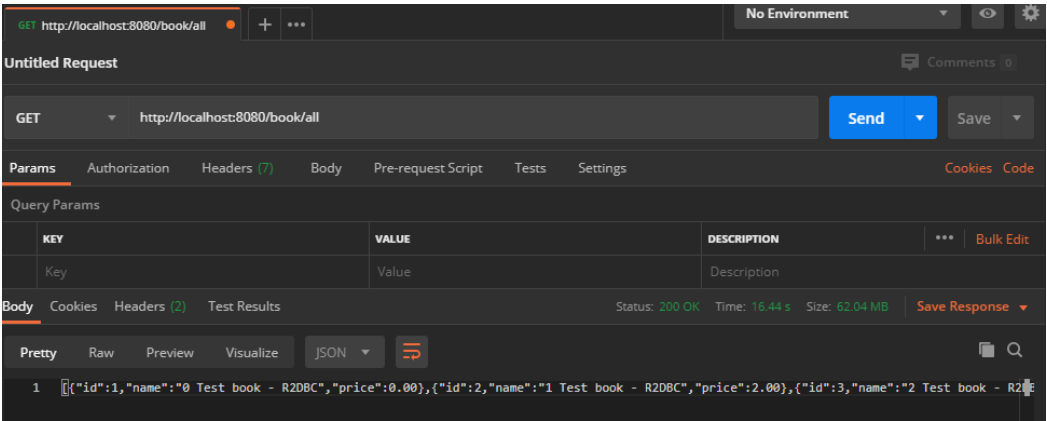 GET http://localhost:8080/book/all + ••• No Environment
Untitled Request Comments 0
GET http://localhost:8080/book/all Send Save
Params Authorization Headers (7) Body Pre-request Script Tests Settings Cookies Code
Query Params
KEY VALUE DESCRIPTION ••• Bulk Edit
Key Value Description
Body Cookies Headers (2) Test Results Status: 200 OK Time: 16.44 s Size: 62.04 MB Save Response
Pretty Raw Preview Visualize JSON
1 [{"id":1,"name":"0 Test book - R2DBC","price":0.00},{"id":2,"name":"1 Test book - R2DBC","price":2.00},{"id":3,"name":"2 Test book -